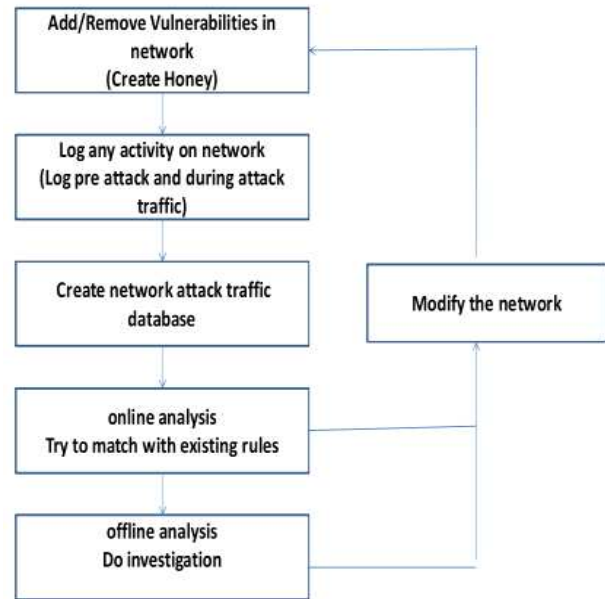 Add/Remove Vulnerabilities in
network
(Create Honey)
Log any activity on network
(Log pre attack and during attack
traffic)
Create network attack traffic
database
Modify the network
online analysis
Try to match with existing rules
offline analysis
Do investigation